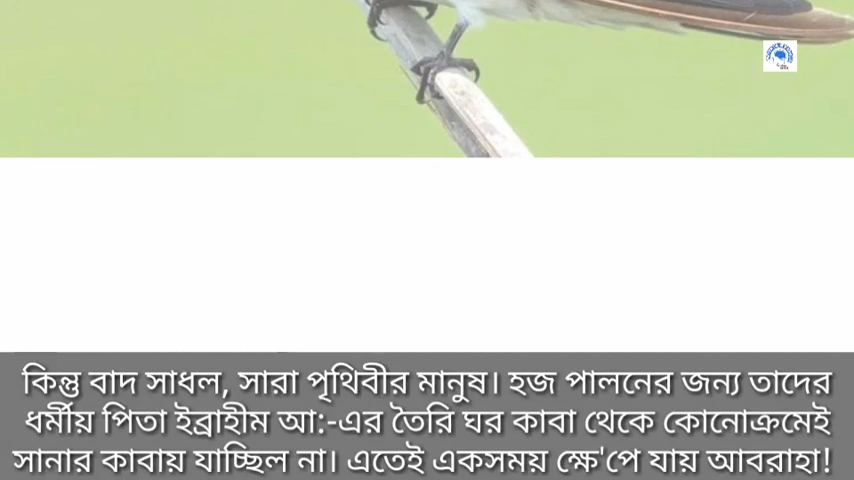 কিন্তু বাদ সাধল, সারা পৃথিবীর মানুষ। হজ পালনের জন্য তাদের
ধর্মীয় পিতা ইব্রাহীম আ:-এর তৈরি ঘর কাবা থেকে কোনোক্রমেই
সানার কাবায় যাচ্ছিল না। এতেই একসময় ক্ষে'পে যায় আবরাহা!